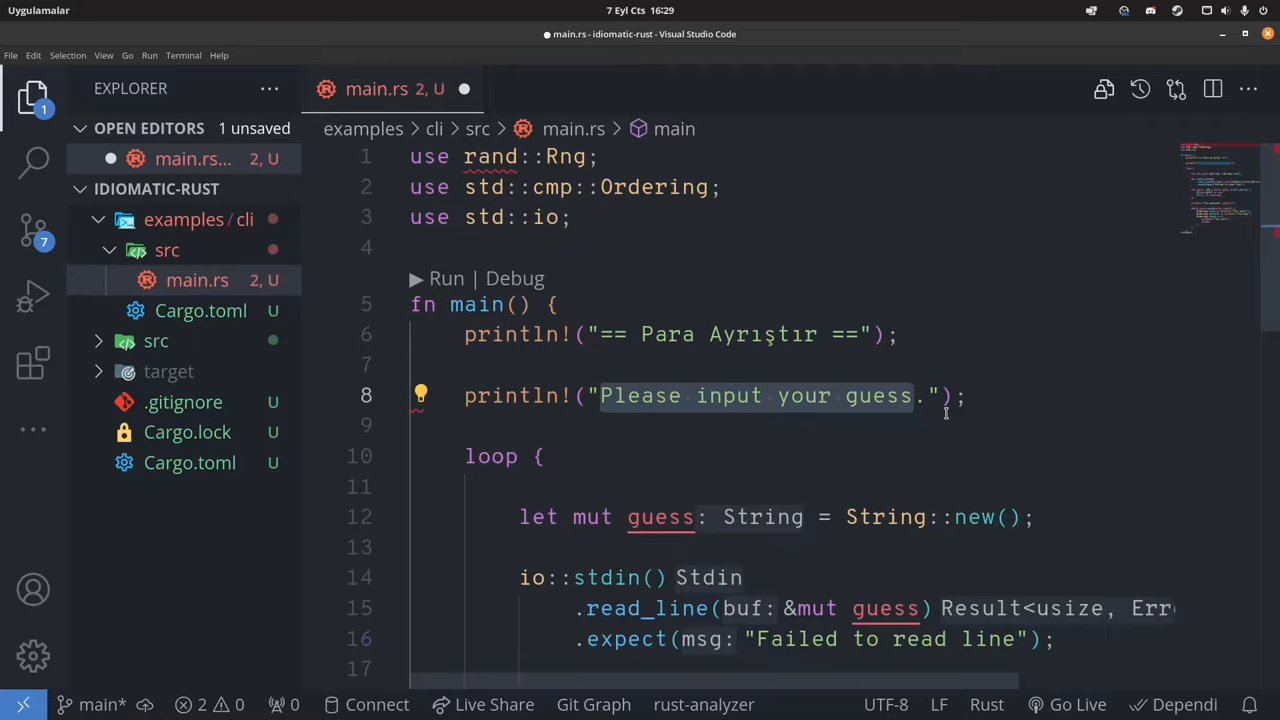 Uygulamalar
7 Eyl Cts 16:29
main.rs - idiomatic-rust - Visual Studio Code
File Edit Selection View Go Run Terminal Help
EXPLORER
main.rs 2, U
OPEN EDITORS 1 unsaved
examples > cli > src > main.rs > main
main.rs... 2, U
IDIOMATIC-RUST
examples / cli
src
main.rs 2, U
Cargo.toml U
src
target
.gitignore U
Cargo.lock U
Cargo.toml U
1
7
1 use rand::Rng;
2 use std::cmp::Ordering;
3 use std::io;
4
▶ Run | Debug
5 fn main() {
6 println!("== Para Ayrıştır ==");
7
8 println!("Please input your guess.");
9
10 loop {
11
12 let mut guess: String = String::new();
13
14 io::stdin() Stdin
15 .read_line(buf: &mut guess) Result<usize, Err
16 .expect(msg: "Failed to read line");
17
main* 2 0 0 Connect Live Share Git Graph rust-analyzer UTF-8 LF Rust Go Live Dependi